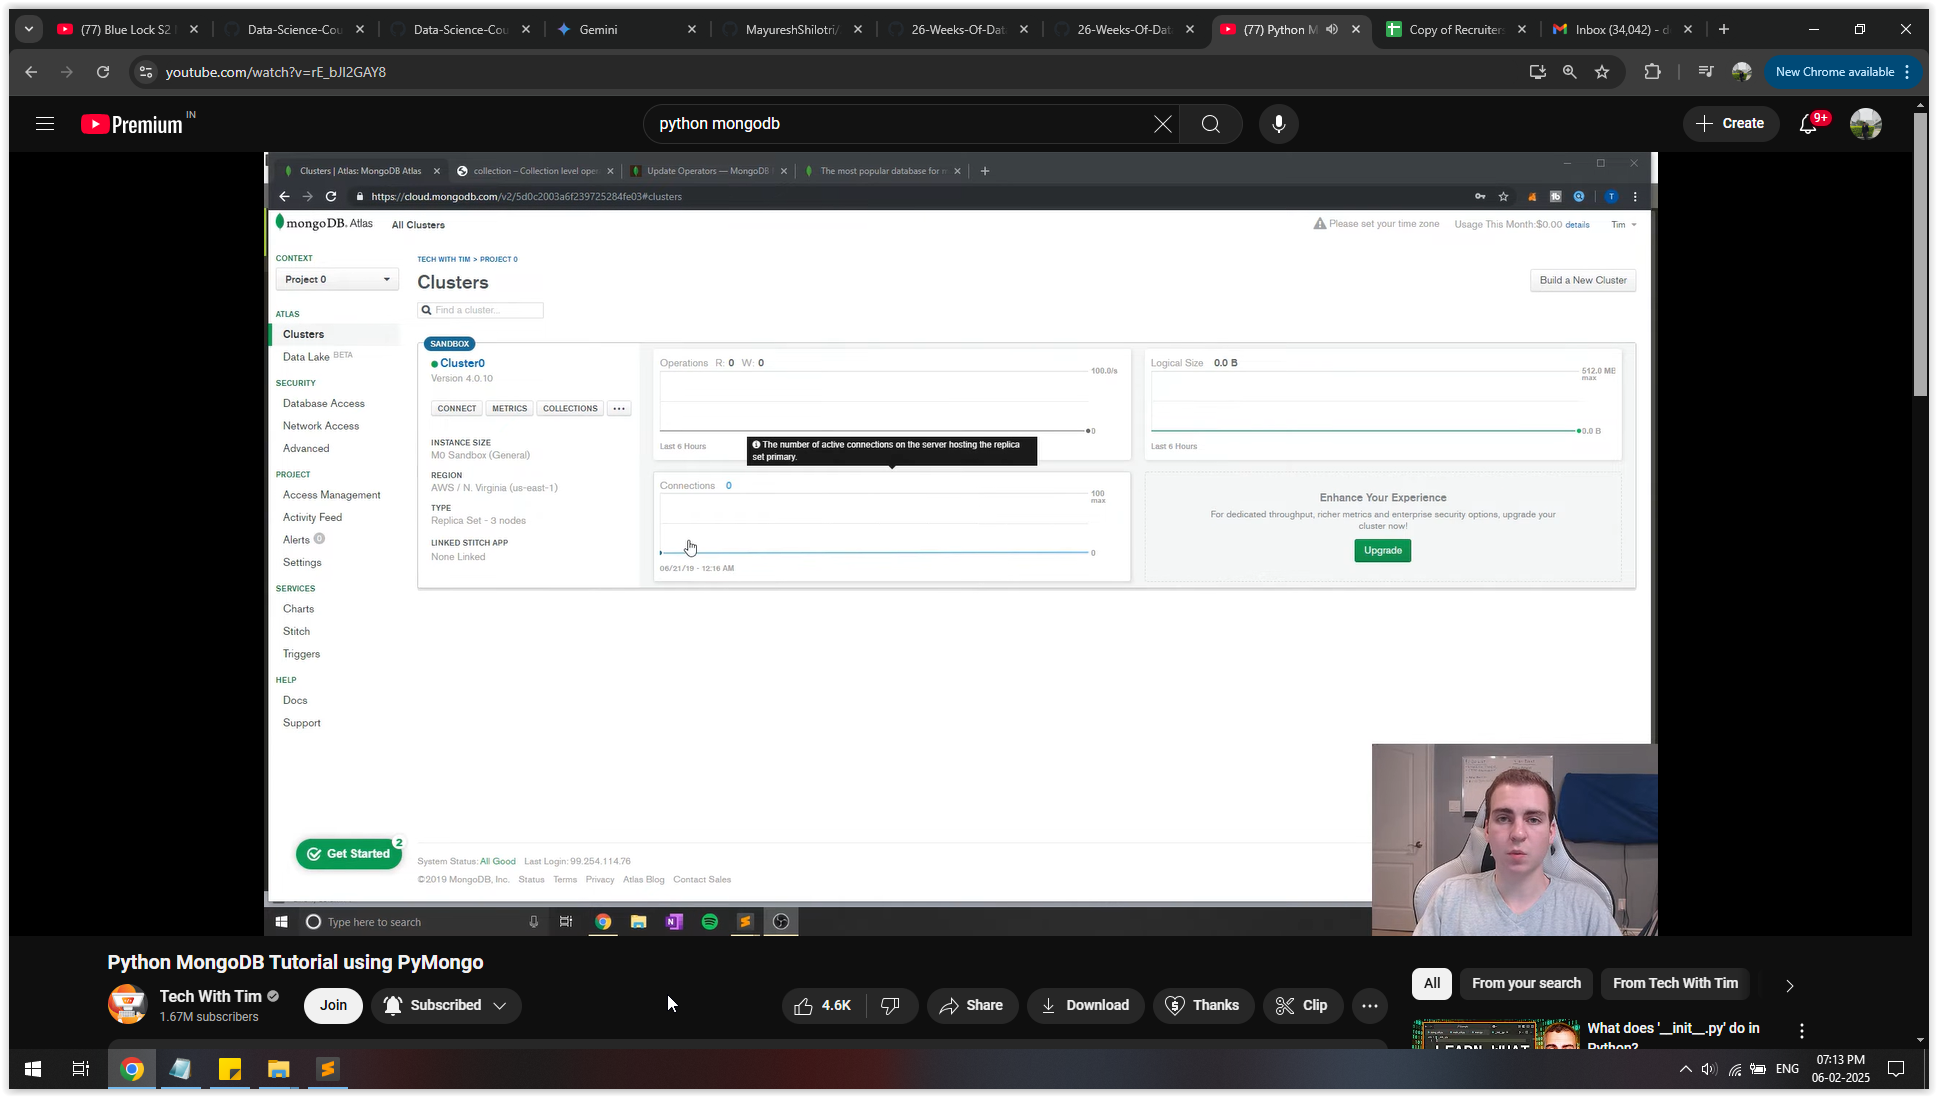 (77) Blue Lock S2
Data-Science-Cou
Data-Science-Cou
Gemini
MayureshShilotri/
26-Weeks-Of-Dat
26-Weeks-Of-Dat
(77) Python M
Copy of Recruiters
Inbox (34,042) - d
youtube.com/watch?v=rE_bJl2GAY8
New Chrome available
Premium IN
python mongodb
Create
9+
Clusters | Atlas: MongoDB Atlas
collection – Collection level ope
Update Operators — MongoDB
The most popular database for m
https://cloud.mongodb.com/v2/5d0c2003a6f239725284fe03#clusters
T
mongoDB. Atlas
All Clusters
Please set your time zone
Usage This Month:$0.00 details
Tim
CONTEXT
Project 0
ATLAS
Clusters
Data Lake BETA
SECURITY
Database Access
Network Access
Advanced
PROJECT
Access Management
Activity Feed
Alerts 0
Settings
SERVICES
Charts
Stitch
Triggers
HELP
Docs
Support
Get Started
2
TECH WITH TIM > PROJECT 0
Clusters
Build a New Cluster
Find a cluster...
SANDBOX
Cluster0
Version 4.0.10
CONNECT
METRICS
COLLECTIONS
INSTANCE SIZE
M0 Sandbox (General)
REGION
AWS / N. Virginia (us-east-1)
TYPE
Replica Set - 3 nodes
LINKED STITCH APP
None Linked
Operations R: 0 W: 0
100.0/s
0
Last 6 Hours
The number of active connections on the server hosting the replica
set primary.
Connections 0
100
max
0
06/21/19 - 12:16 AM
Logical Size 0.0 B
512.0 MB
max
0.0 B
Last 6 Hours
Enhance Your Experience
For dedicated throughput, richer metrics and enterprise security options, upgrade your
cluster now!
Upgrade
System Status: All Good Last Login: 99.254.114.76
©2019 MongoDB, Inc. Status Terms Privacy Atlas Blog Contact Sales
Type here to search
Python MongoDB Tutorial using PyMongo
Tech With Tim
1.67M subscribers
Join
Subscribed
4.6K
Share
Download
Thanks
Clip
All
From your search
From Tech With Tim
What does '__init__.py' do in
Python?
LEARN WHAT
ENG
07:13 PM
06-02-2025